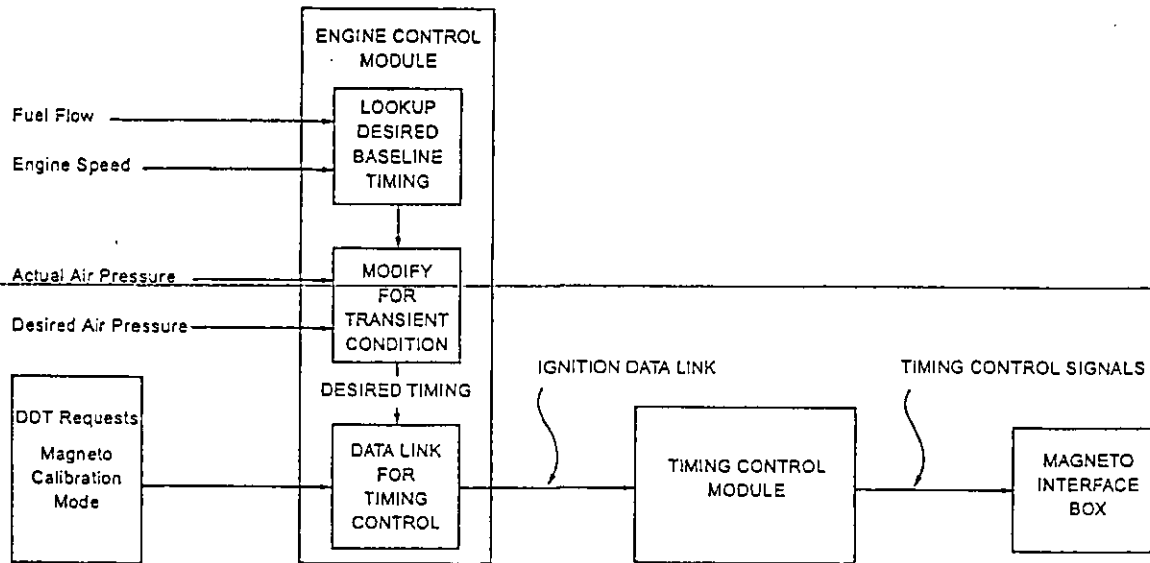 ENGINE CONTROL
MODULE
Fuel Flow
Engine Speed
LOOKUP
DESIRED
BASELINE
TIMING
Actual Air Pressure
Desired Air Pressure
MODIFY
FOR
TRANSIENT
CONDITION
DESIRED TIMING
DDT Requests
Magneto
Calibration
Mode
DATA LINK
FOR
TIMING
CONTROL
IGNITION DATA LINK
TIMING CONTROL
MODULE
TIMING CONTROL SIGNALS
MAGNETO
INTERFACE
BOX